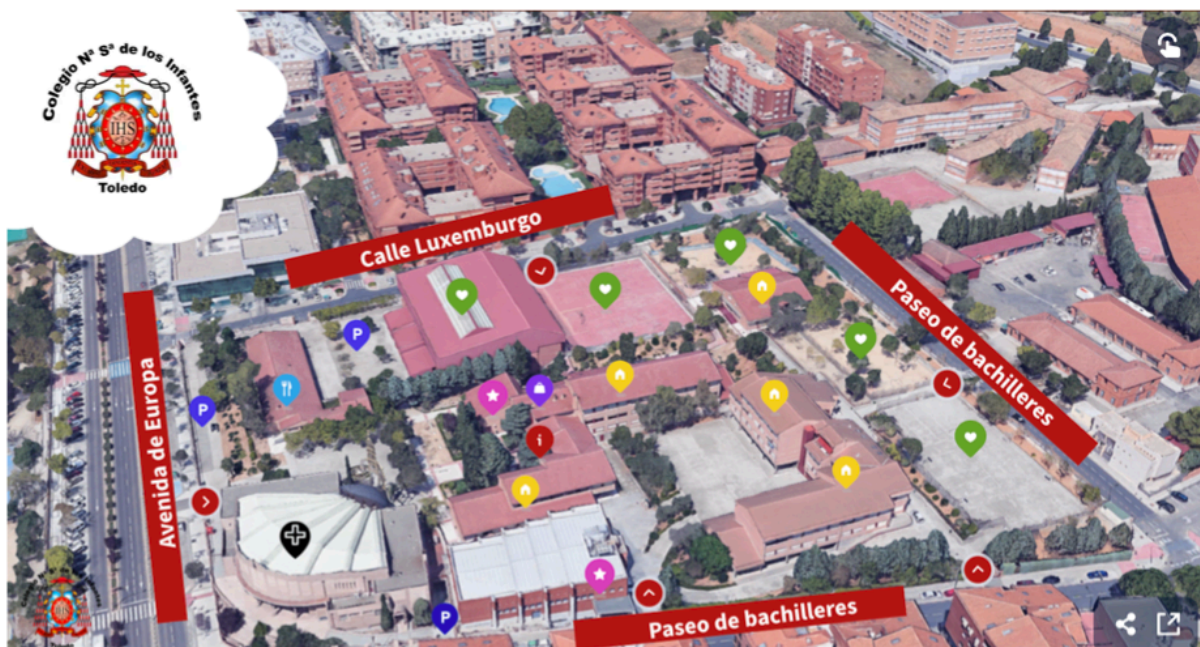 Colegio Nª Sª de los Infantes
IHS
Toledo
Calle Luxemburgo
Paseo de bachilleres
Avenida de Europa
P
P
i
IHS
P
Paseo de bachilleres